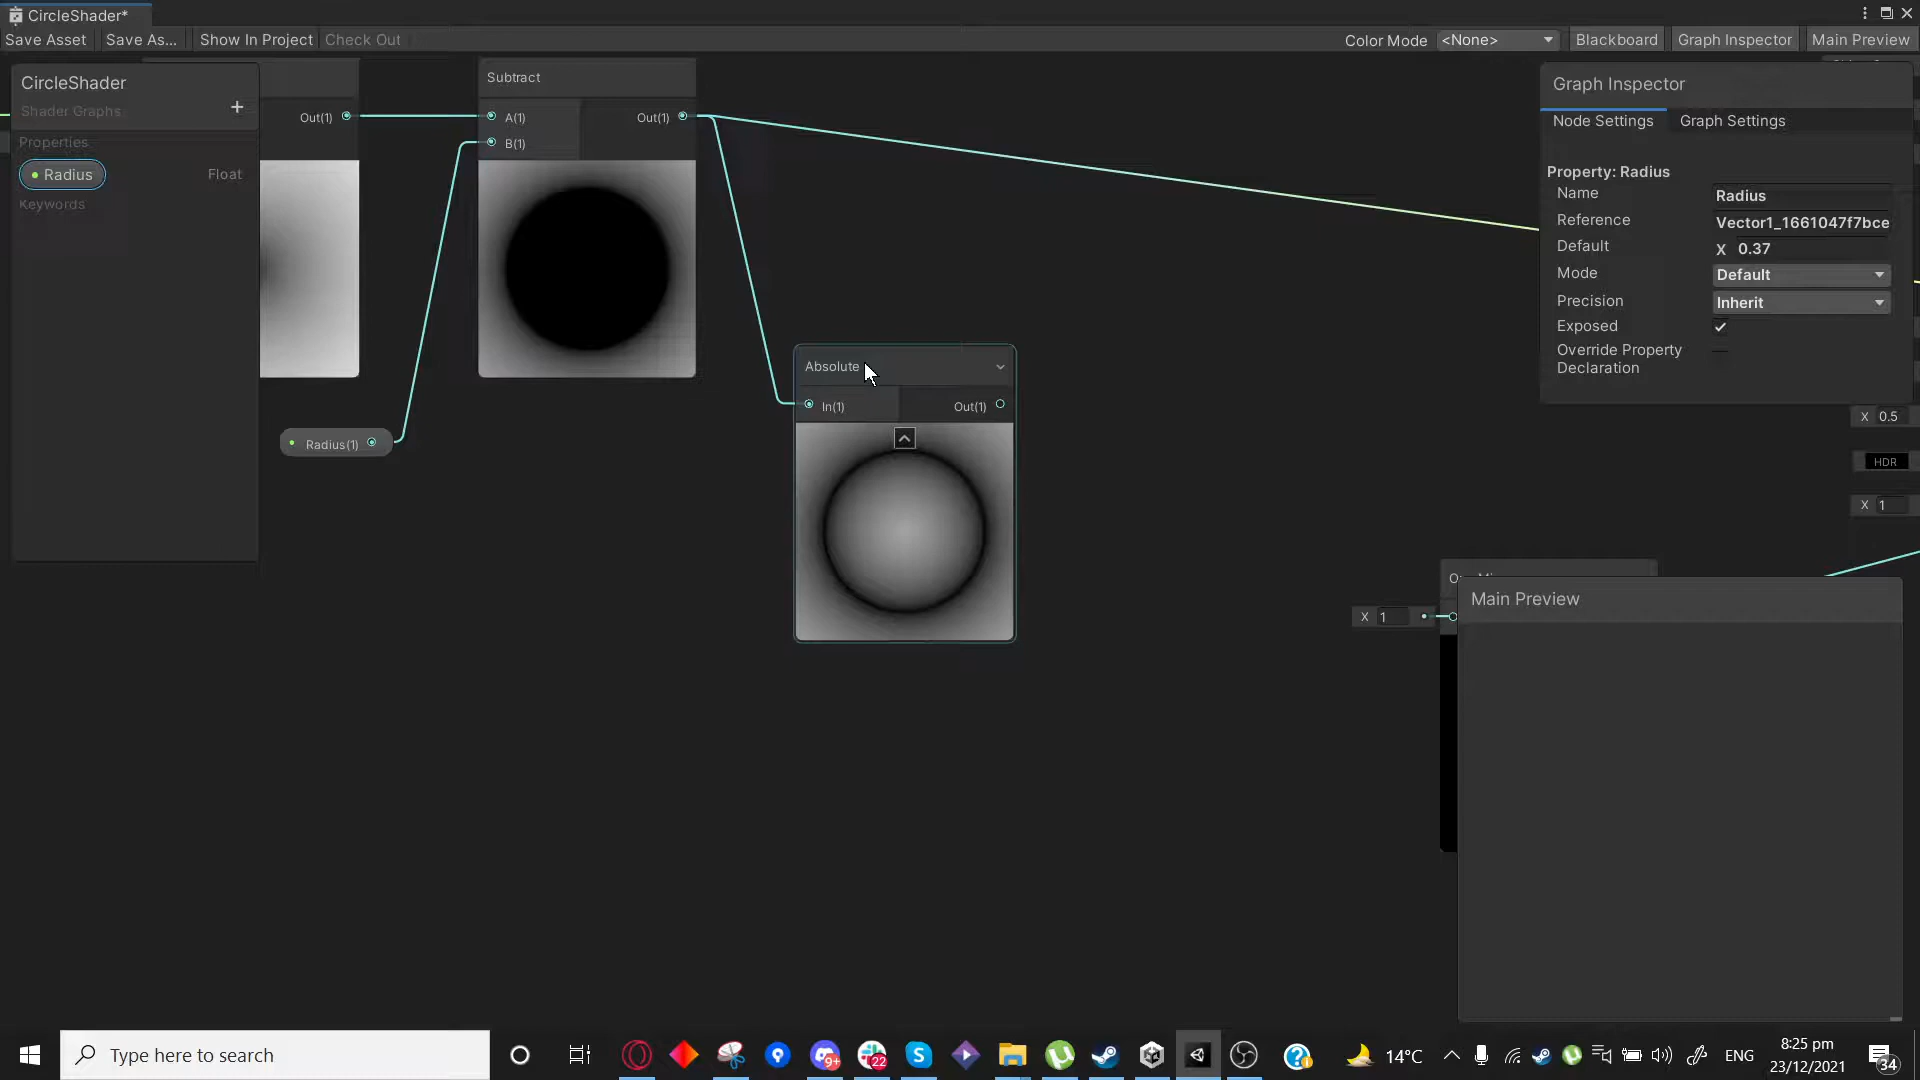 CircleShader*
Save Asset Save As... Show In Project Check Out
Color Mode <None> Blackboard Graph Inspector Main Preview
CircleShader
Shader Graphs
+
Properties
Radius Float
Keywords
Out(1)
Subtract
A(1) Out(1)
B(1)
Radius(1)
Absolute
In(1) Out(1)
Graph Inspector
Node Settings Graph Settings
Property: Radius
Name Radius
Reference Vector1_1661047f7bce
Default X 0.37
Mode Default
Precision Inherit
Exposed
Override Property
Declaration
X 0.5
HDR
X 1
X 1
Main Preview
Type here to search
9+
22
14°C
ENG
8:25 pm
23/12/2021
34